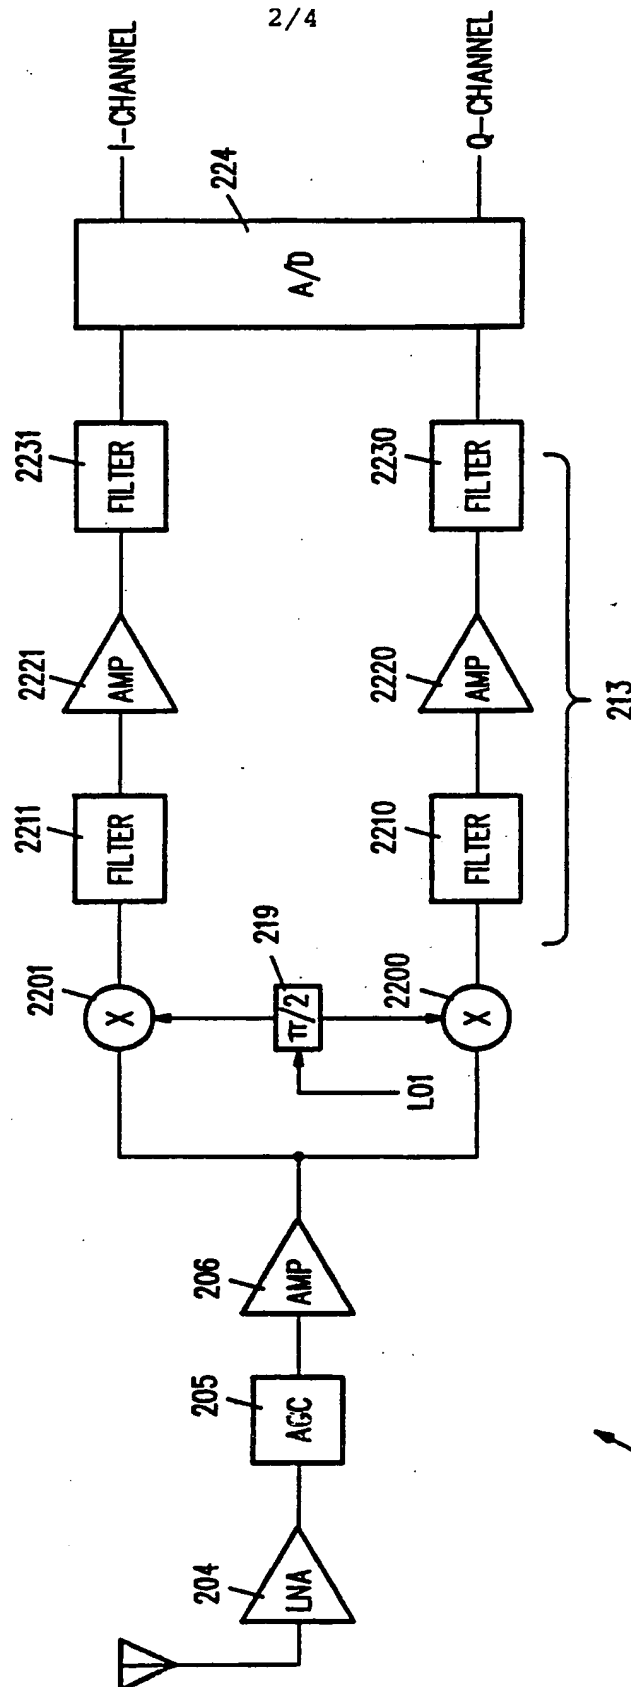 2/4
I-CHANNEL
Q-CHANNEL
224
A/D
2231
FILTER
2230
FILTER
2221
AMP
2220
AMP
213
2211
FILTER
2210
FILTER
219
π/2
2201
X
2200
X
LO1
206
AMP
205
AGC
204
LNA